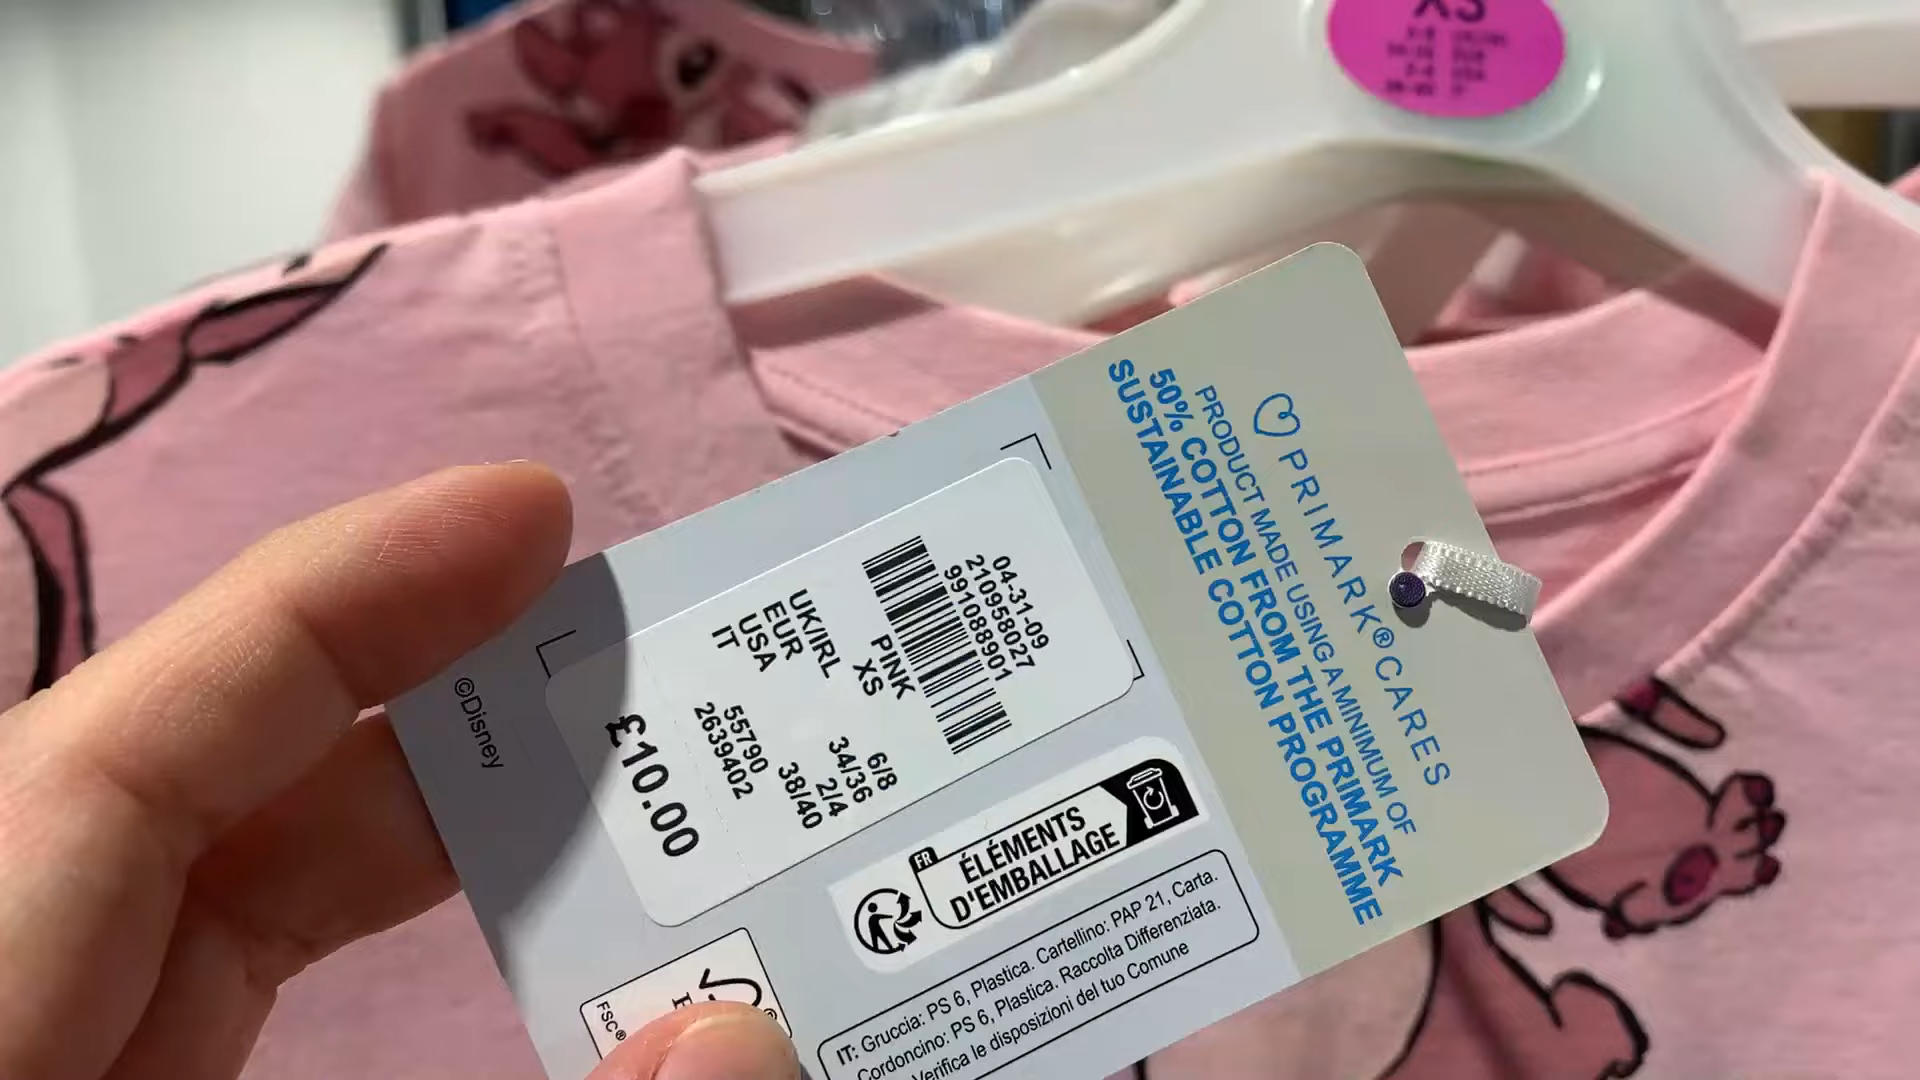 XS
♡ PRIMARK® CARES
PRODUCT MADE USING A MINIMUM OF
50% COTTON FROM THE PRIMARK
SUSTAINABLE COTTON PROGRAMME
04-31-09
210958027
9910888901
PINK
XS
UK/IRL 6/8
EUR 34/36
USA 2/4
IT 38/40
55790
2639402
£10.00
©Disney
FR
ÉLÉMENTS
D'EMBALLAGE
IT: Gruccia: PS 6, Plastica. Cartellino: PAP 21, Carta.
Cordoncino: PS 6, Plastica. Raccolta Differenziata.
Verifica le disposizioni del tuo Comune
FSC®